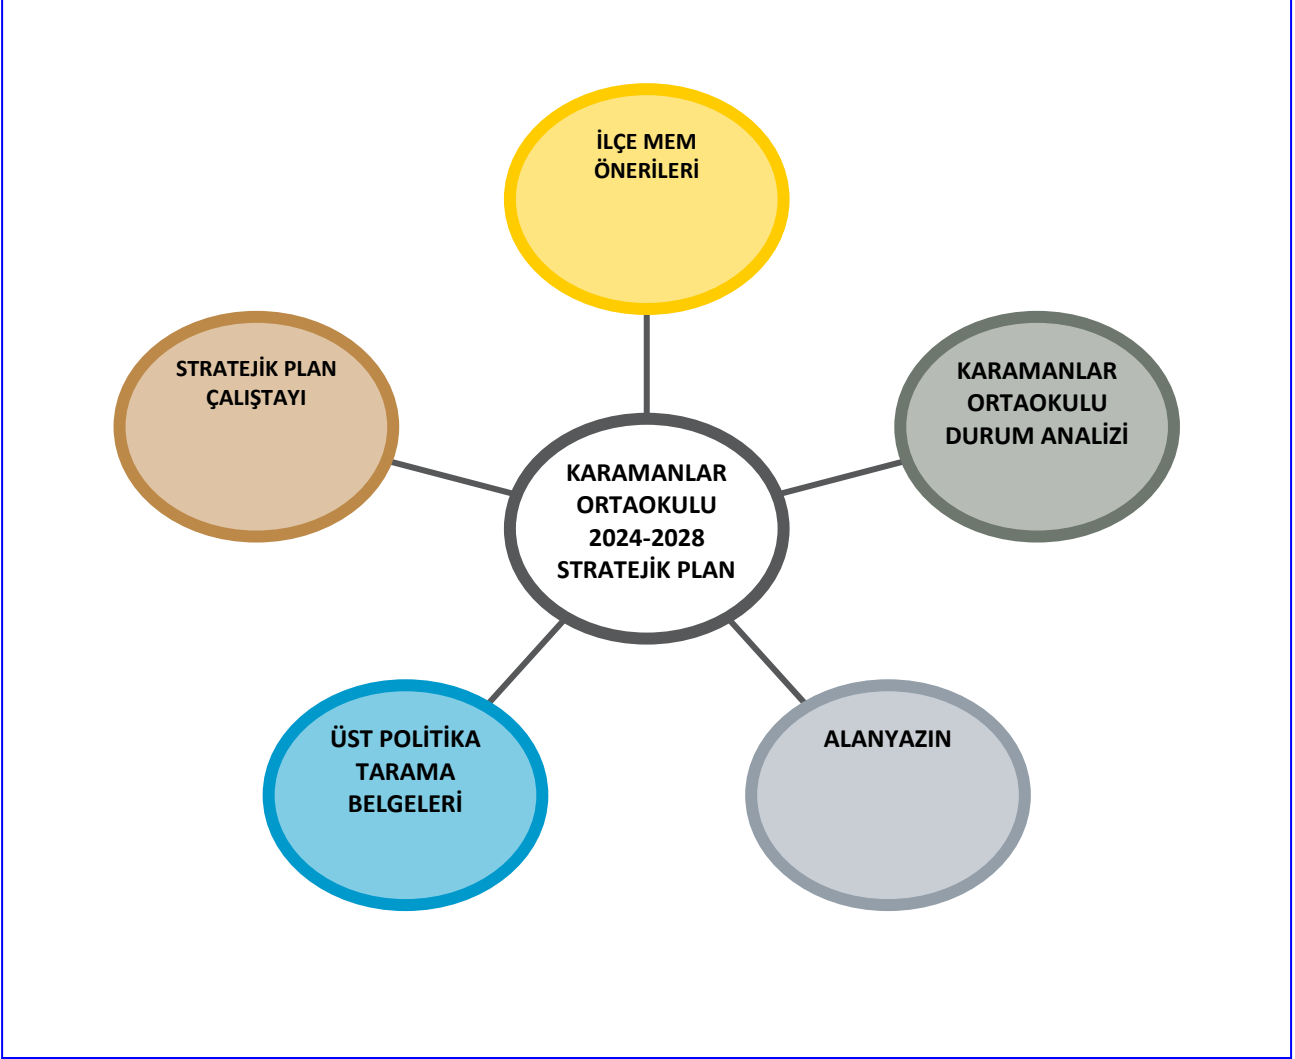 İLÇE MEM
ÖNERİLERİ
STRATEJİK PLAN
ÇALIŞTAYI
KARAMANLAR
ORTAOKULU
DURUM ANALİZİ
KARAMANLAR
ORTAOKULU
2024-2028
STRATEJİK PLAN
ÜST POLİTİKA
TARAMA
BELGELERİ
ALANYAZIN